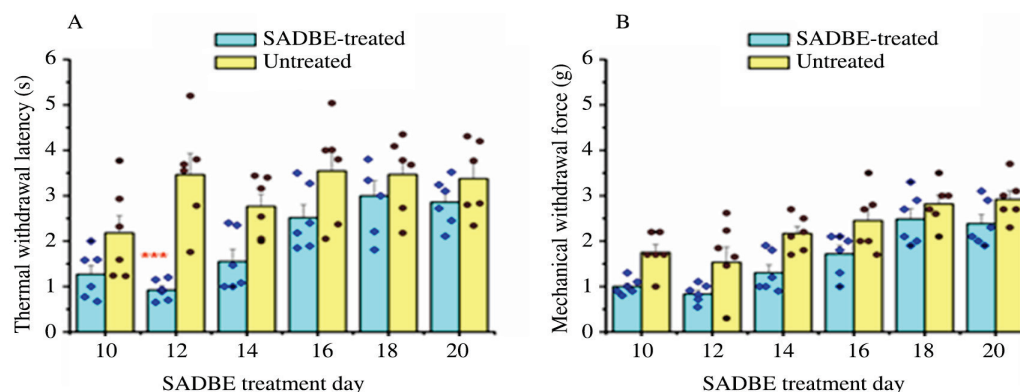 A
SADBE-treated
Untreated
Thermal withdrawal latency (s)
6
5
4
3
2
1
0
***
10 12 14 16 18 20
SADBE treatment day
B
SADBE-treated
Untreated
Mechanical withdrawal force (g)
6
5
4
3
2
1
0
10 12 14 16 18 20
SADBE treatment day